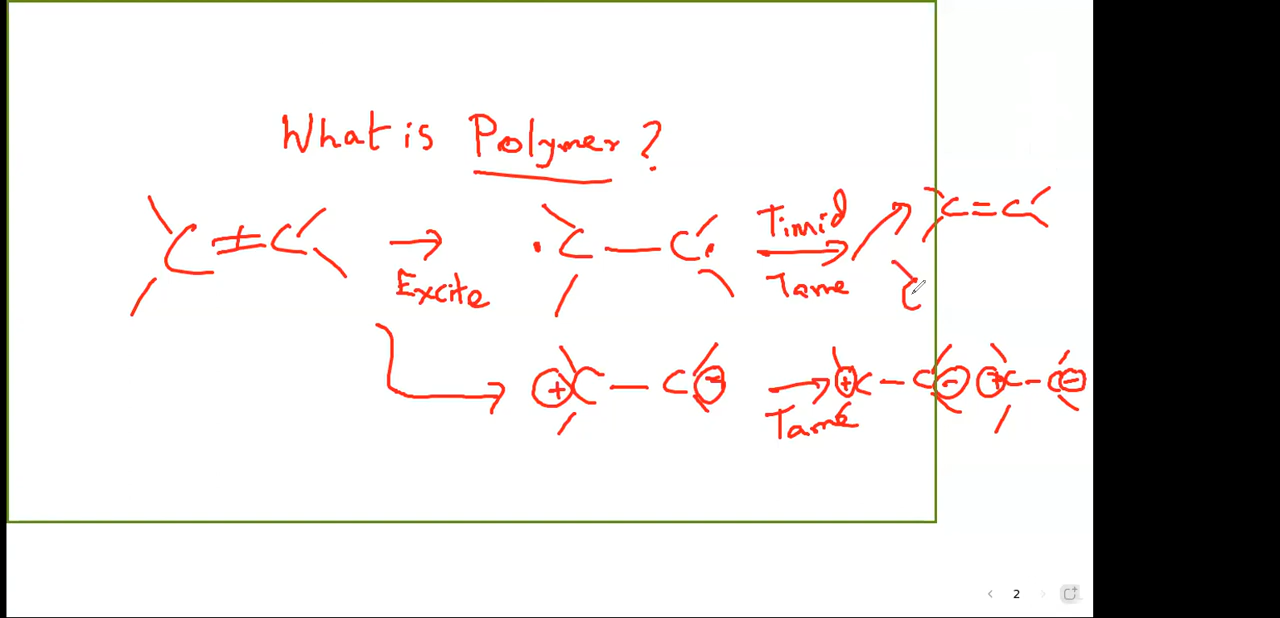 What is Polymer?
C=C
Excite
· C — C ·
Timid
Tame
C=C
C
⊕ C — C ⊖
Tame
⊕ C — C ⊖ ⊕ C — C ⊖
2